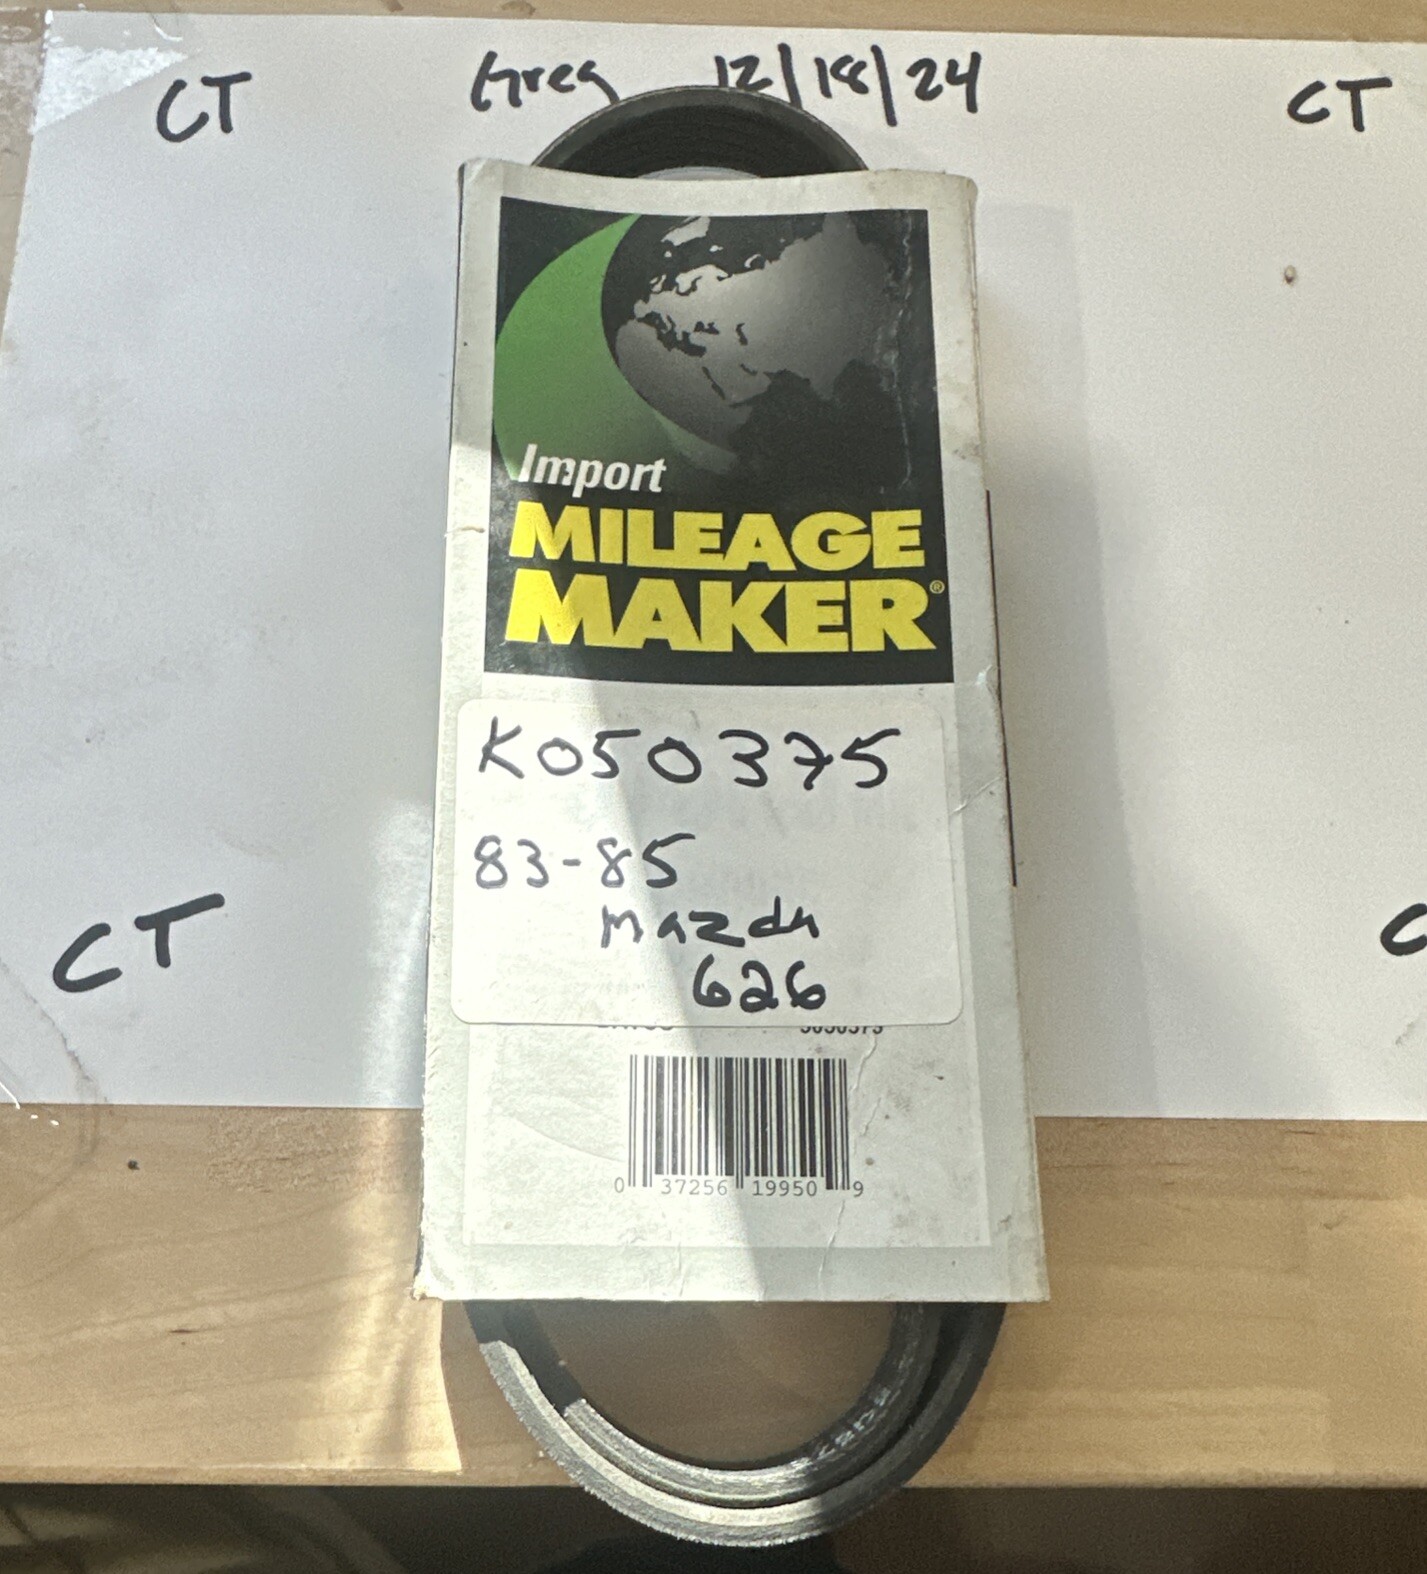 CT Greg 12/18/24 CT
Import
MILEAGE
MAKER®
K050375
83-85
Mazda
626
CT
5050375
0 37256 19950 9